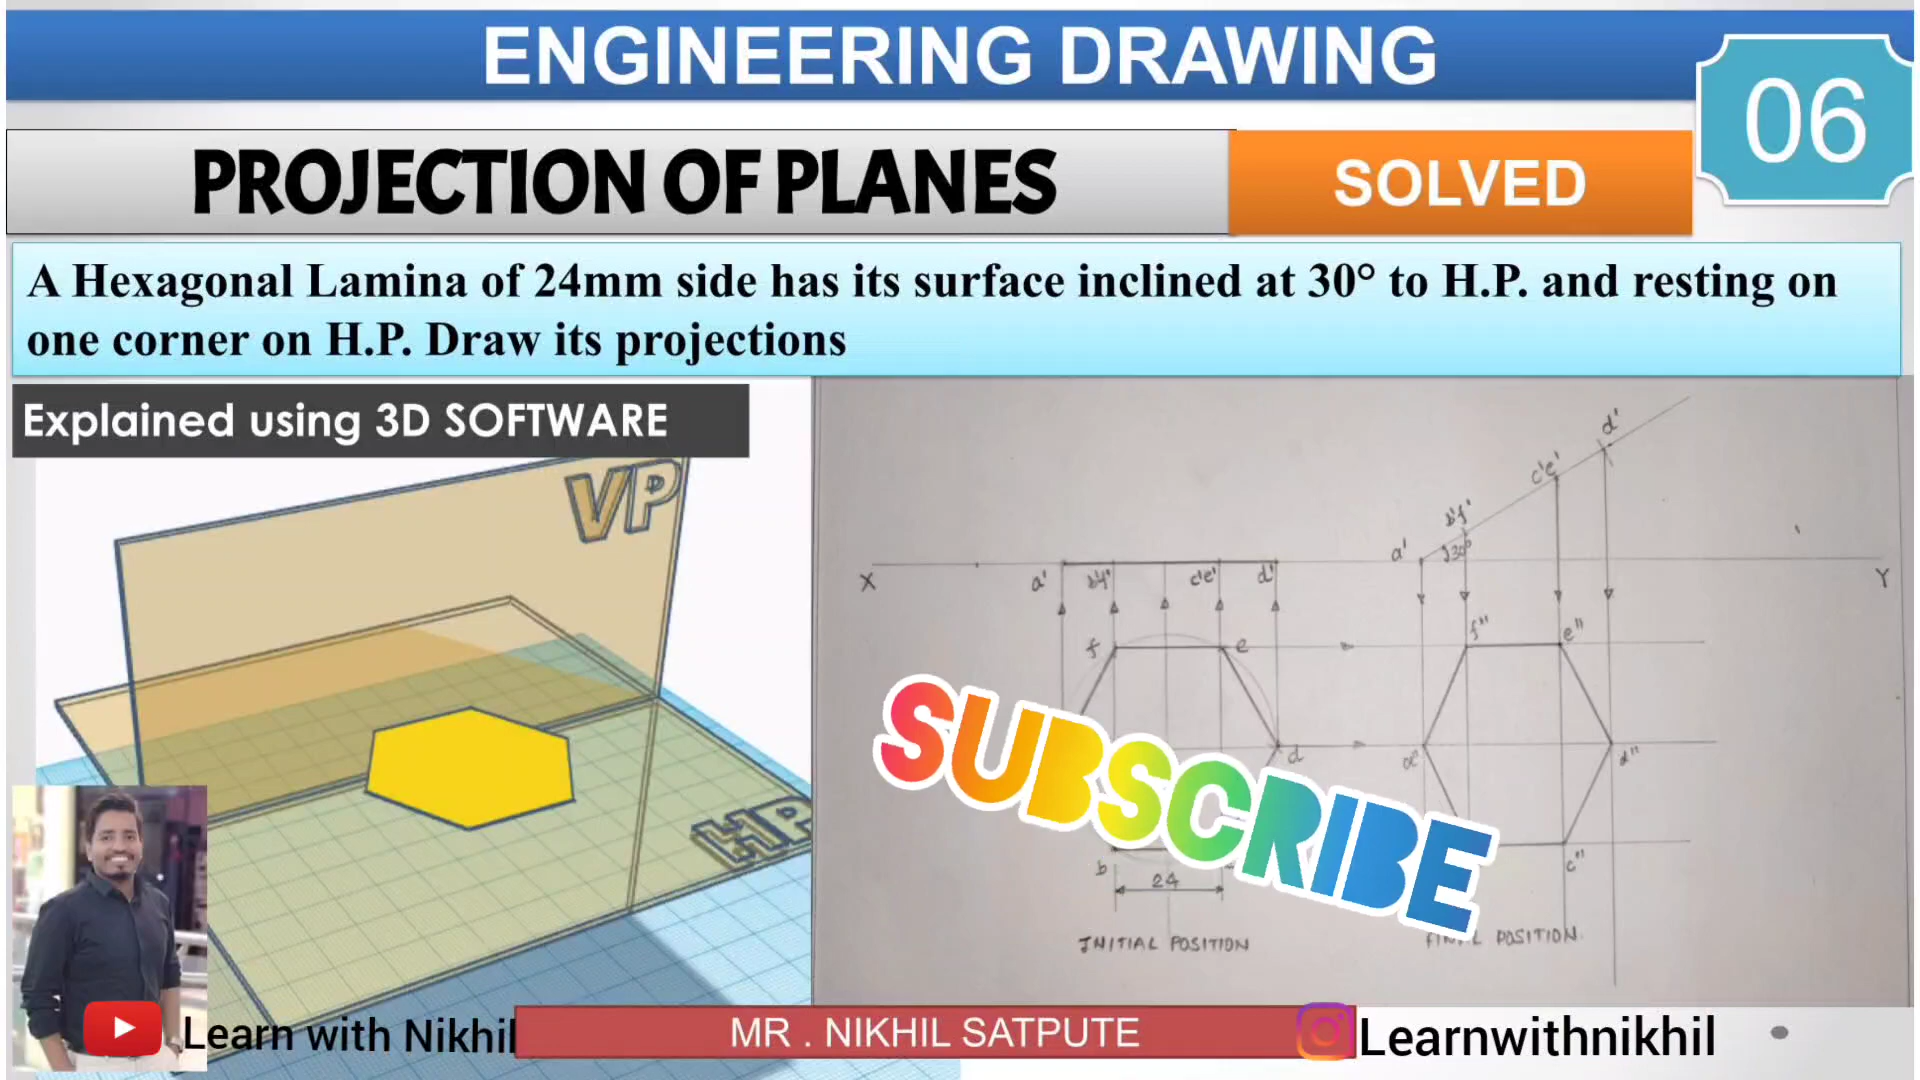 ENGINEERING DRAWING
06
PROJECTION OF PLANES
SOLVED
A Hexagonal Lamina of 24mm side has its surface inclined at 30° to H.P. and resting on
one corner on H.P. Draw its projections
Explained using 3D SOFTWARE
VP
HP
d'
c'e'
b'f'
a'
30°
X
a'
b'f'
c'e'
d'
Y
f
e
f"
e"
d
a"
d"
b
c"
24
SUBSCRIBE
INITIAL POSITION
FINAL POSITION.
Learn with Nikhil
MR . NIKHIL SATPUTE
Learnwithnikhil